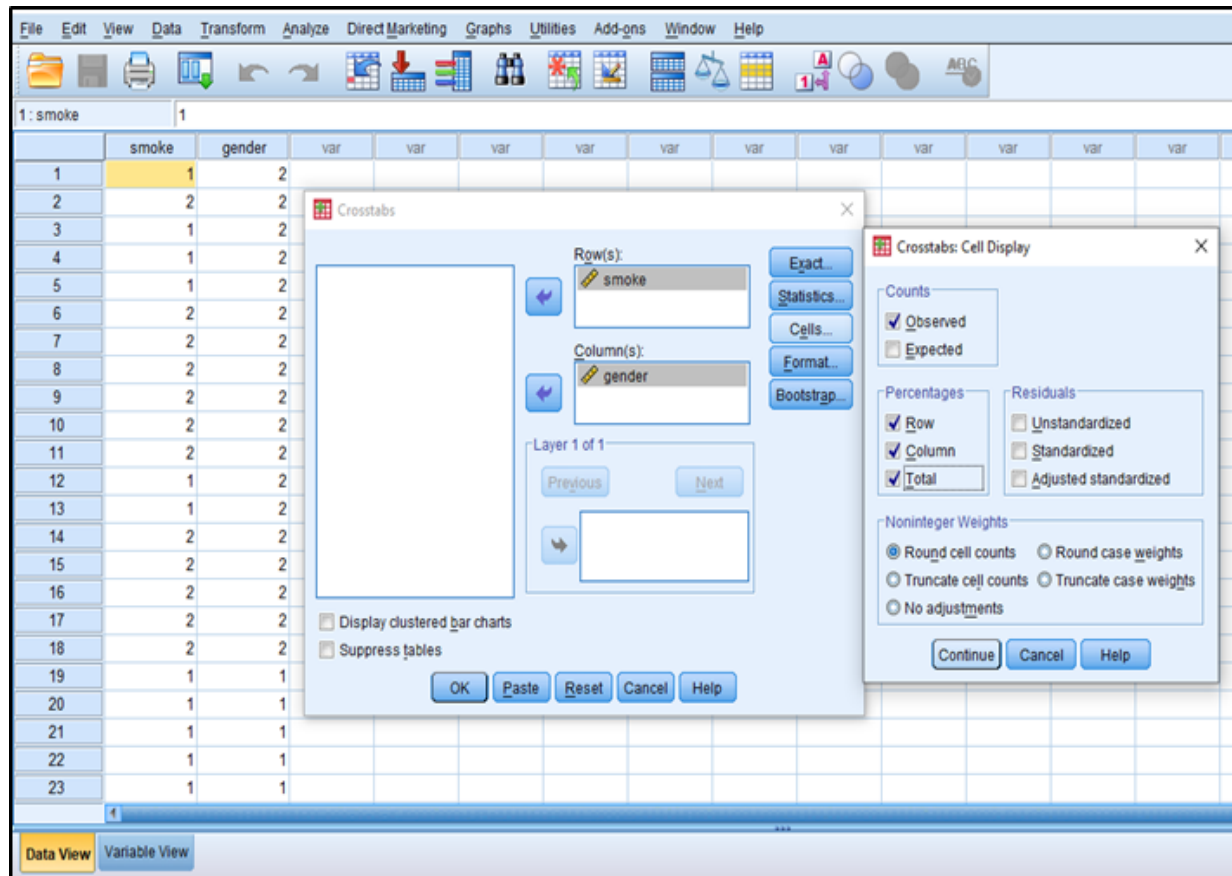 File Edit View Data Transform Analyze Direct Marketing Graphs Utilities Add-ons Window Help
A
1
ABC
1 : smoke 1
smoke gender var var var var var var var var var var var
1 1 2
2 2 2
3 1 2
4 1 2
5 1 2
6 2 2
7 2 2
8 2 2
9 2 2
10 2 2
11 2 2
12 1 2
13 1 2
14 2 2
15 2 2
16 2 2
17 2 2
18 2 2
19 1 1
20 1 1
21 1 1
22 1 1
23 1 1
Crosstabs
Row(s):
smoke
Column(s):
gender
Layer 1 of 1
Previous Next
Exact...
Statistics...
Cells...
Format...
Bootstrap...
Display clustered bar charts
Suppress tables
OK Paste Reset Cancel Help
Crosstabs: Cell Display
Counts
Observed
Expected
Percentages
Row
Column
Total
Residuals
Unstandardized
Standardized
Adjusted standardized
Noninteger Weights
Round cell counts Round case weights
Truncate cell counts Truncate case weights
No adjustments
Continue Cancel Help
Data View Variable View